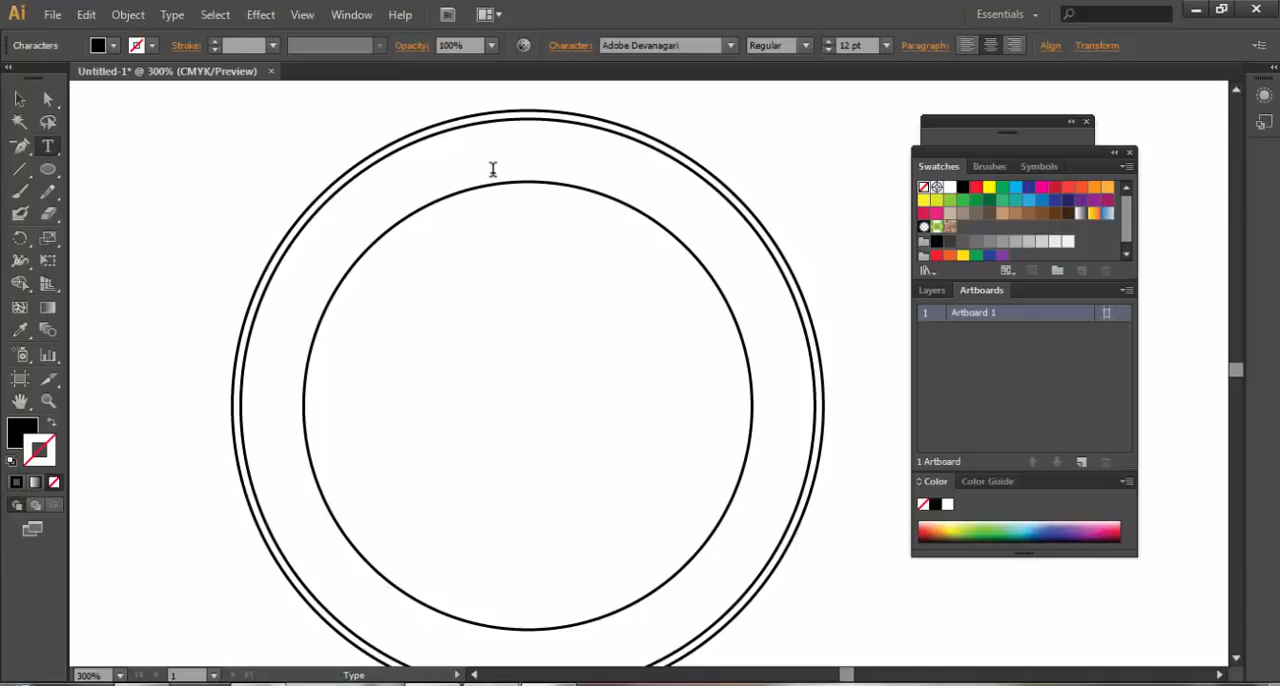 Ai File Edit Object Type Select Effect View Window Help Br Essentials
Characters Stroke: Opacity: 100% Character: Adobe Devanagari Regular 12 pt Paragraph: Align Transform
Untitled-1* @ 300% (CMYK/Preview)
Swatches Brushes Symbols
Layers Artboards
1 Artboard 1
1 Artboard
Color Color Guide
300% 1 Type